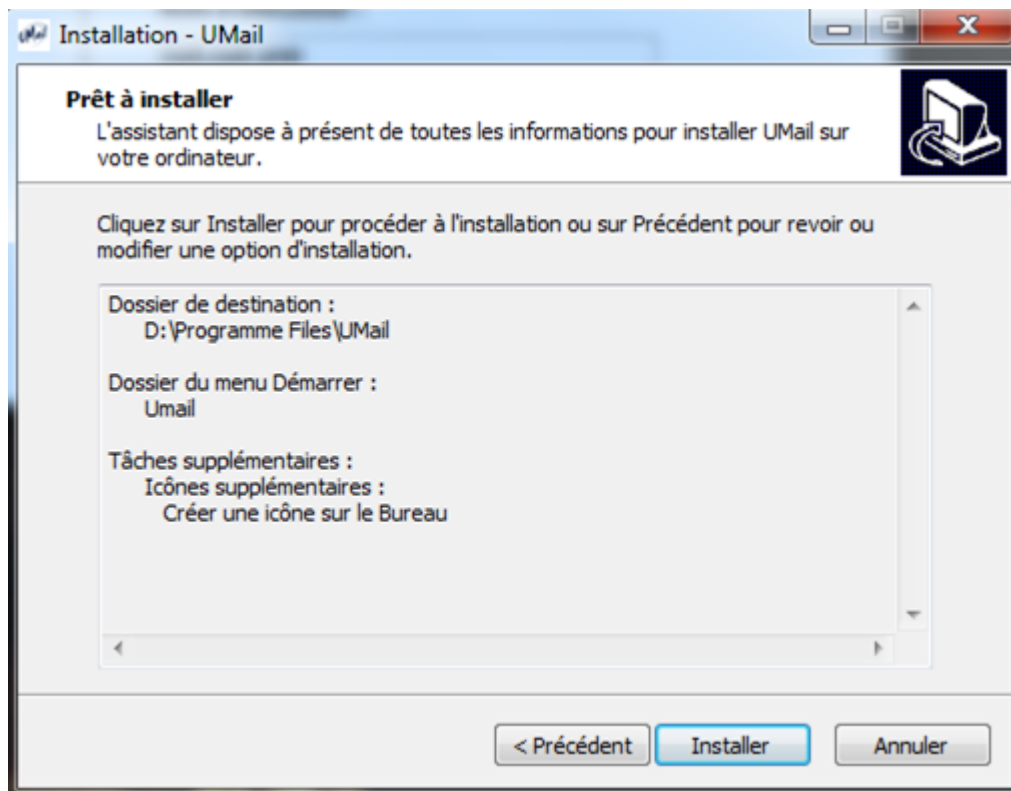 Installation - UMail
Prêt à installer
L'assistant dispose à présent de toutes les informations pour installer UMail sur
votre ordinateur.
Cliquez sur Installer pour procéder à l'installation ou sur Précédent pour revoir ou
modifier une option d'installation.
Dossier de destination :
D:\Programme Files\UMail
Dossier du menu Démarrer :
Umail
Tâches supplémentaires :
Icônes supplémentaires :
Créer une icône sur le Bureau
< Précédent
Installer
Annuler